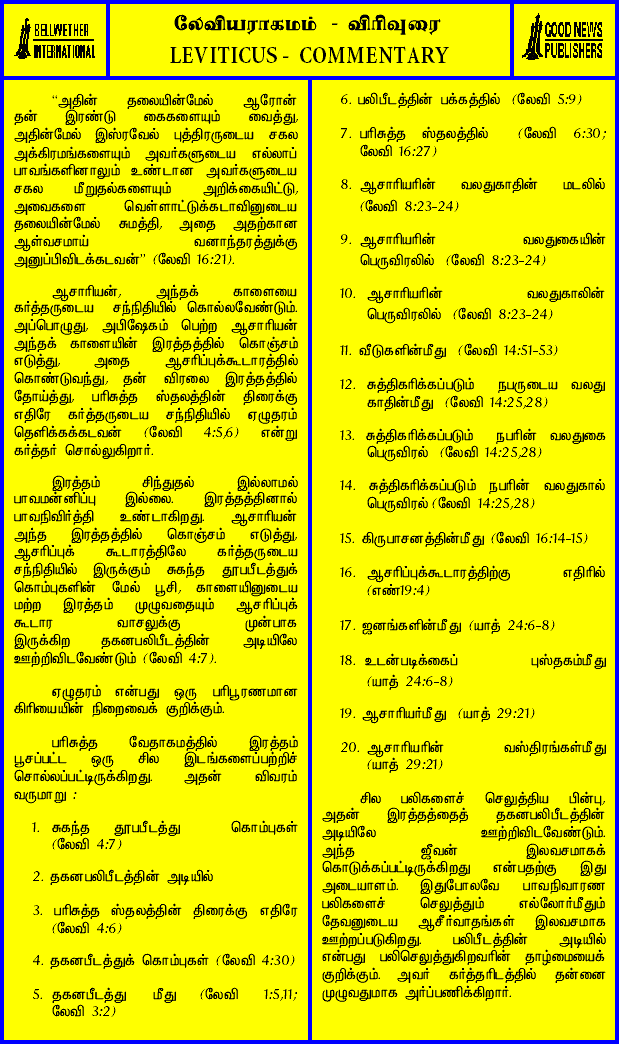 BELLWETHER
INTERNATIONAL
லேவியராகமம் - விரிவுரை
LEVITICUS - COMMENTARY
GOOD NEWS
PUBLISHERS
“அதின் தலையின்மேல் ஆரோன்
தன் இரண்டு கைகளையும் வைத்து,
அதின்மேல் இஸ்ரவேல் புத்திரருடைய சகல
அக்கிரமங்களையும் அவர்களுடைய எல்லாப்
பாவங்களினாலும் உண்டான அவர்களுடைய
சகல மீறுதல்களையும் அறிக்கையிட்டு,
அவைகளை வெள்ளாட்டுக்கடாவினுடைய
தலையின்மேல் சுமத்தி, அதை அதற்கான
ஆள்வசமாய் வனாந்தரத்துக்கு
அனுப்பிவிடக்கடவன்” (லேவி 16:21).
ஆசாரியன், அந்தக் காளையை
கர்த்தருடைய சந்நிதியில் கொல்லவேண்டும்.
அப்பொழுது, அபிஷேகம் பெற்ற ஆசாரியன்
அந்தக் காளையின் இரத்தத்தில் கொஞ்சம்
எடுத்து, அதை ஆசரிப்புக்கூடாரத்தில்
கொண்டுவந்து, தன் விரலை இரத்தத்தில்
தோய்த்து, பரிசுத்த ஸ்தலத்தின் திரைக்கு
எதிரே கர்த்தருடைய சந்நிதியில் ஏழுதரம்
தெளிக்கக்கடவன் (லேவி 4:5,6) என்று
கர்த்தர் சொல்லுகிறார்.
இரத்தம் சிந்துதல் இல்லாமல்
பாவமன்னிப்பு இல்லை. இரத்தத்தினால்
பாவநிவிர்த்தி உண்டாகிறது. ஆசாரியன்
அந்த இரத்தத்தில் கொஞ்சம் எடுத்து,
ஆசரிப்புக் கூடாரத்திலே கர்த்தருடைய
சந்நிதியில் இருக்கும் சுகந்த தூபபீடத்துக்
கொம்புகளின் மேல் பூசி, காளையினுடைய
மற்ற இரத்தம் முழுவதையும் ஆசரிப்புக்
கூடார வாசலுக்கு முன்பாக
இருக்கிற தகனபலிபீடத்தின் அடியிலே
ஊற்றிவிடவேண்டும் (லேவி 4:7).
ஏழுதரம் என்பது ஒரு பரிபூரணமான
கிரியையின் நிறைவைக் குறிக்கும்.
பரிசுத்த வேதாகமத்தில் இரத்தம்
பூசப்பட்ட ஒரு சில இடங்களைப்பற்றிச்
சொல்லப்பட்டிருக்கிறது. அதன் விவரம்
வருமாறு :
1. சுகந்த தூபபீடத்து கொம்புகள்
(லேவி 4:7)
2. தகனபலிபீடத்தின் அடியில்
3. பரிசுத்த ஸ்தலத்தின் திரைக்கு எதிரே
(லேவி 4:6)
4. தகனபீடத்துக் கொம்புகள் (லேவி 4:30)
5. தகனபீடத்து மீது (லேவி 1:5,11;
லேவி 3:2)
6. பலிபீடத்தின் பக்கத்தில் (லேவி 5:9)
7. பரிசுத்த ஸ்தலத்தில் (லேவி 6:30;
லேவி 16:27)
8. ஆசாரியரின் வலதுகாதின் மடலில்
(லேவி 8:23-24)
9. ஆசாரியரின் வலதுகையின்
பெருவிரலில் (லேவி 8:23-24)
10. ஆசாரியரின் வலதுகாலின்
பெருவிரலில் (லேவி 8:23-24)
11. வீடுகளின்மீது (லேவி 14:51-53)
12. சுத்திகரிக்கப்படும் நபருடைய வலது
காதின்மீது (லேவி 14:25,28)
13. சுத்திகரிக்கப்படும் நபரின் வலதுகை
பெருவிரல் (லேவி 14:25,28)
14. சுத்திகரிக்கப்படும் நபரின் வலதுகால்
பெருவிரல் (லேவி 14:25,28)
15. கிருபாசனத்தின்மீது (லேவி 16:14-15)
16. ஆசரிப்புக்கூடாரத்திற்கு எதிரில்
(எண்19:4)
17. ஜனங்களின்மீது (யாத் 24:6-8)
18. உடன்படிக்கைப் புஸ்தகம்மீது
(யாத் 24:6-8)
19. ஆசாரியர்மீது (யாத் 29:21)
20. ஆசாரியரின் வஸ்திரங்கள்மீது
(யாத் 29:21)
சில பலிகளைச் செலுத்திய பின்பு,
அதன் இரத்தத்தைத் தகனபலிபீடத்தின்
அடியிலே ஊற்றிவிடவேண்டும்.
அந்த ஜீவன் இலவசமாகக்
கொடுக்கப்பட்டிருக்கிறது என்பதற்கு இது
அடையாளம். இதுபோலவே பாவநிவாரண
பலிகளைச் செலுத்தும் எல்லோர்மீதும்
தேவனுடைய ஆசீர்வாதங்கள் இலவசமாக
ஊற்றப்படுகிறது. பலிபீடத்தின் அடியில்
என்பது பலிசெலுத்துகிறவரின் தாழ்மையைக்
குறிக்கும். அவர் கர்த்தரிடத்தில் தன்னை
முழுவதுமாக அர்ப்பணிக்கிறார்.